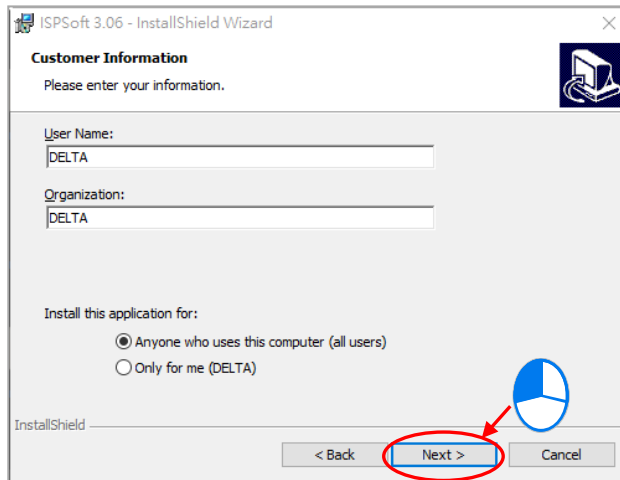 ISPSoft 3.06 - InstallShield Wizard
Customer Information
Please enter your information.
User Name:
DELTA
Organization:
DELTA
Install this application for:
Anyone who uses this computer (all users)
Only for me (DELTA)
InstallShield
< Back Next > Cancel